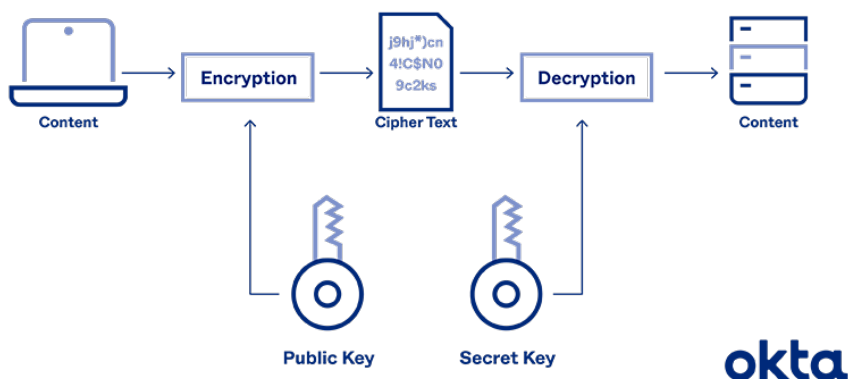 Content
Encryption
j9hj*)cn
4!C$N0
9c2ks
Cipher Text
Decryption
Content
Public Key
Secret Key
okta